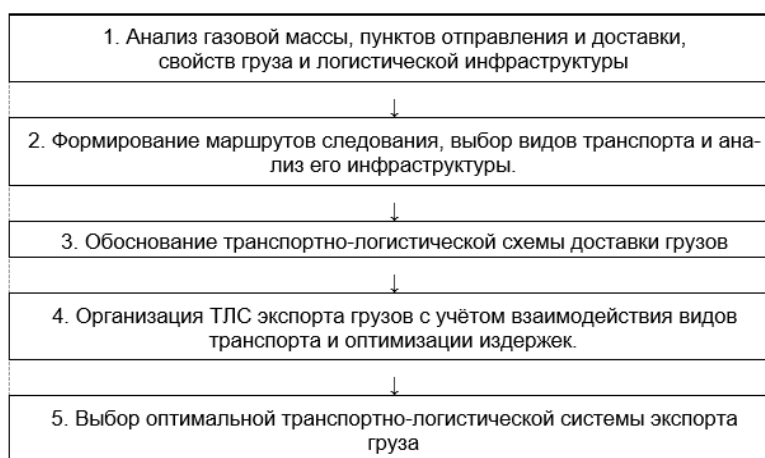 1. Анализ газовой массы, пунктов отправления и доставки,
свойств груза и логистической инфраструктуры
↓
2. Формирование маршрутов следования, выбор видов транспорта и ана-
лиз его инфраструктуры.
↓
3. Обоснование транспортно-логистической схемы доставки грузов
↓
4. Организация ТЛС экспорта грузов с учётом взаимодействия видов
транспорта и оптимизации издержек.
↓
5. Выбор оптимальной транспортно-логистической системы экспорта
груза